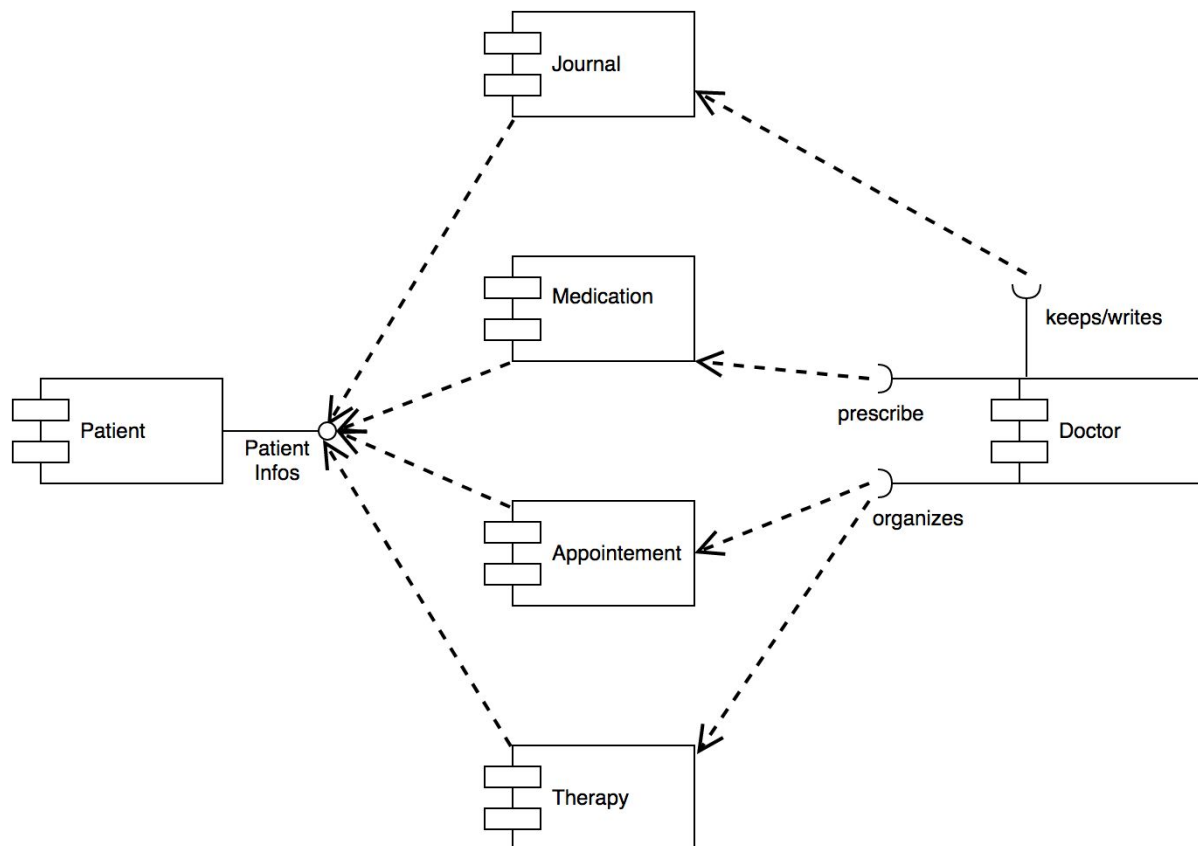 Journal
Medication
keeps/writes
Patient
Patient
Infos
prescribe
Doctor
organizes
Appointement
Therapy